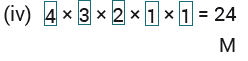 (iv) 4 × 3 × 2 × 1 × 1 = 24
M